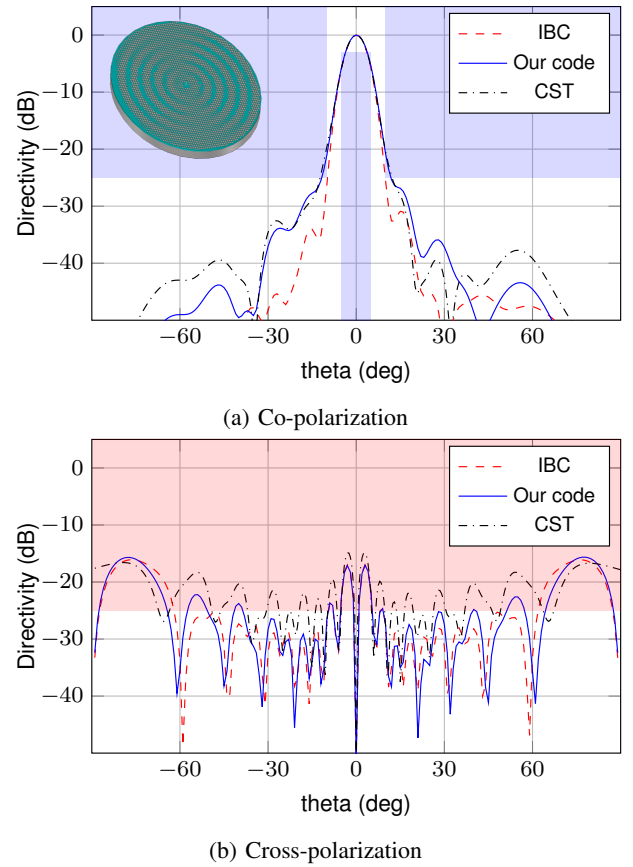 0
−10
−20
−30
−40
Directivity (dB)
IBC
Our code
CST
−60
−30
0
30
60
theta (deg)
(a) Co-polarization
0
−10
−20
−30
−40
Directivity (dB)
IBC
Our code
CST
−60
−30
0
30
60
theta (deg)
(b) Cross-polarization